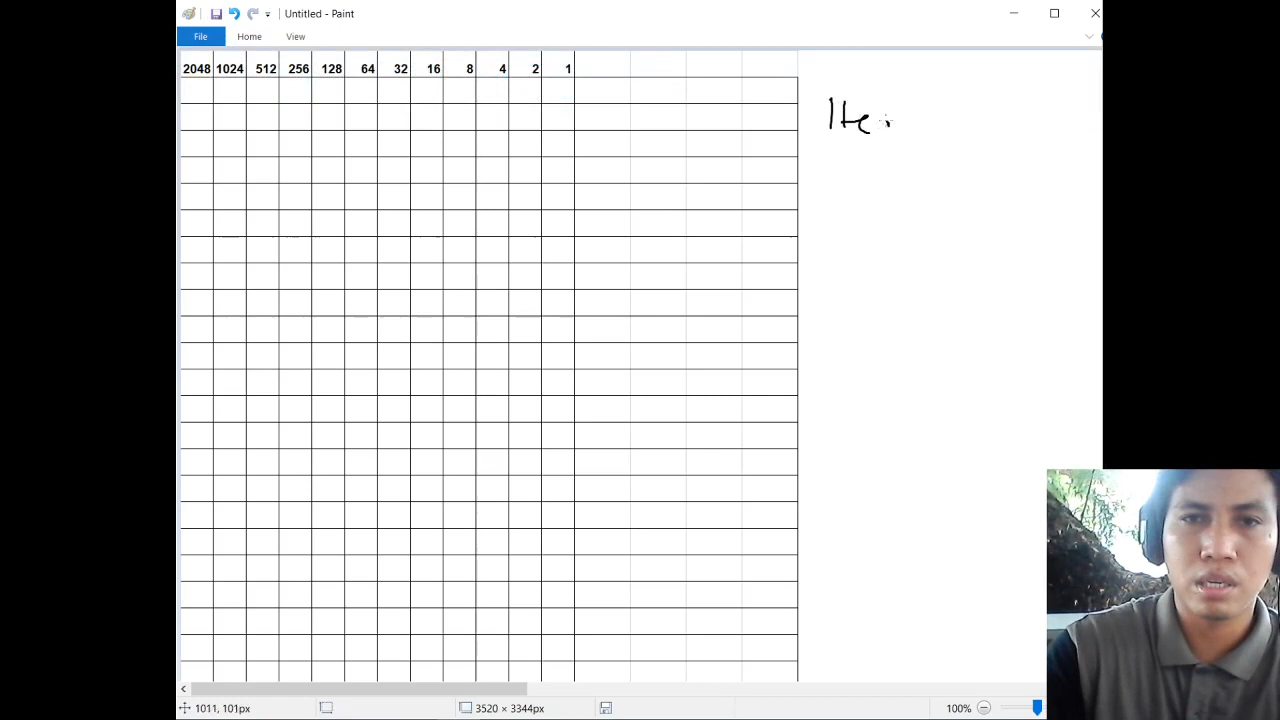 Untitled - Paint
File Home View
2048 1024 512 256 128 64 32 16 8 4 2 1
1011, 101px 3520 × 3344px 100%